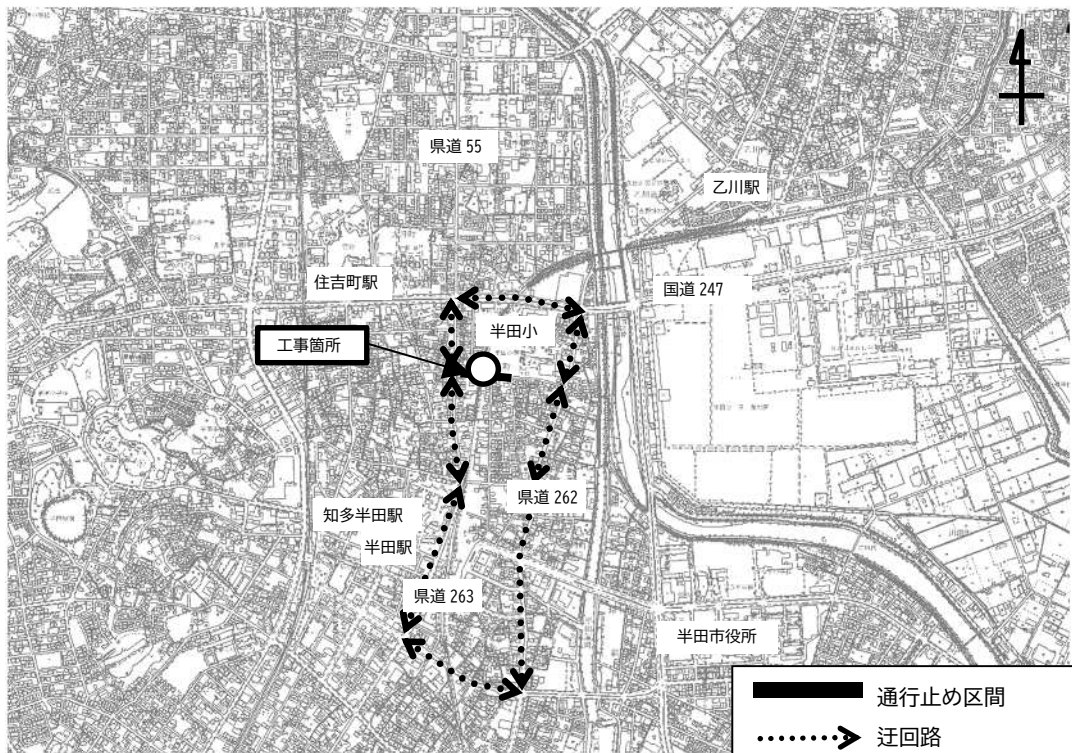 県道 55
乙川駅
住吉町駅
国道 247
半田小
工事箇所
県道 262
知多半田駅
半田駅
県道 263
半田市役所
通行止め区間
迂回路